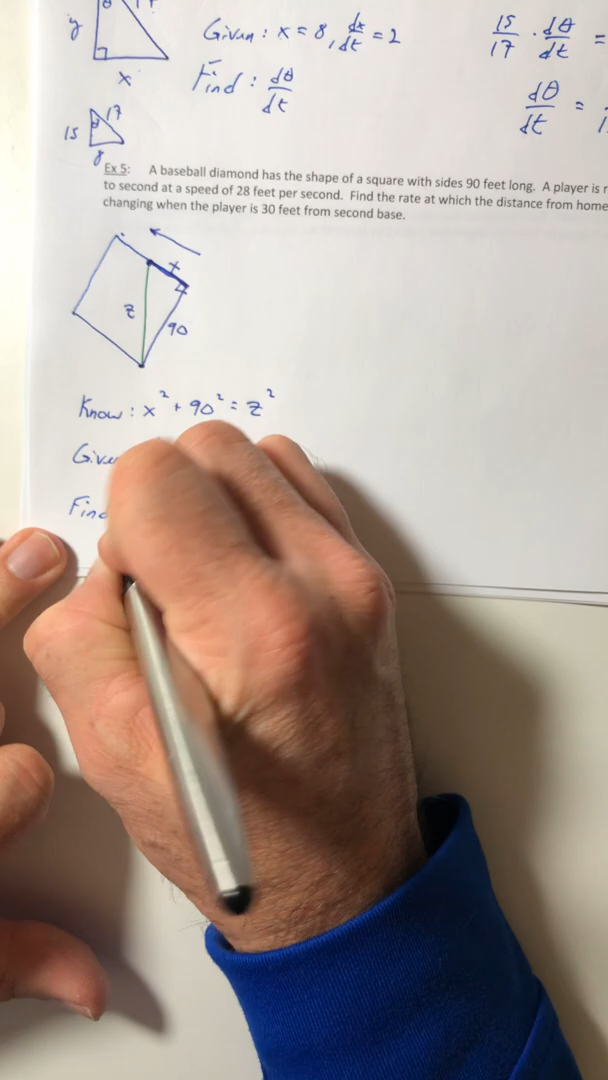 θ
y
x
Given : x = 8, dx/dt = 2
15/17 · dθ/dt =
Find : dθ/dt
dθ/dt =
17
15
θ
8
Ex 5: A baseball diamond has the shape of a square with sides 90 feet long. A player is
to second at a speed of 28 feet per second. Find the rate at which the distance from home
changing when the player is 30 feet from second base.
x
z
90
Know : x² + 90² = z²
Give
Find